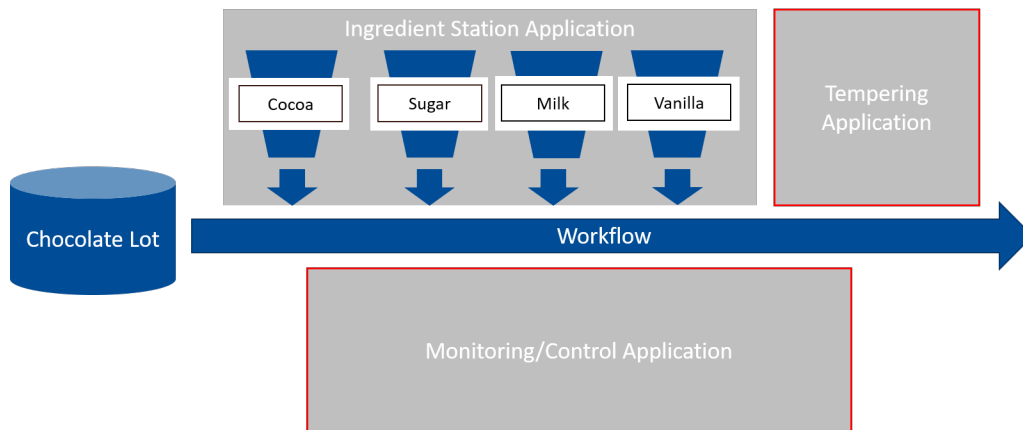 Ingredient Station Application
Cocoa
Sugar
Milk
Vanilla
Tempering
Application
Chocolate Lot
Workflow
Monitoring/Control Application